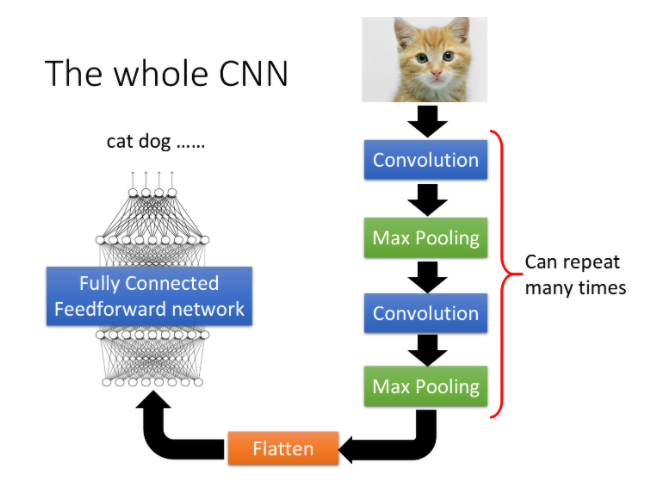 The whole CNN
cat dog ......
Convolution
Max Pooling
Convolution
Max Pooling
Can repeat
many times
Flatten
Fully Connected
Feedforward network